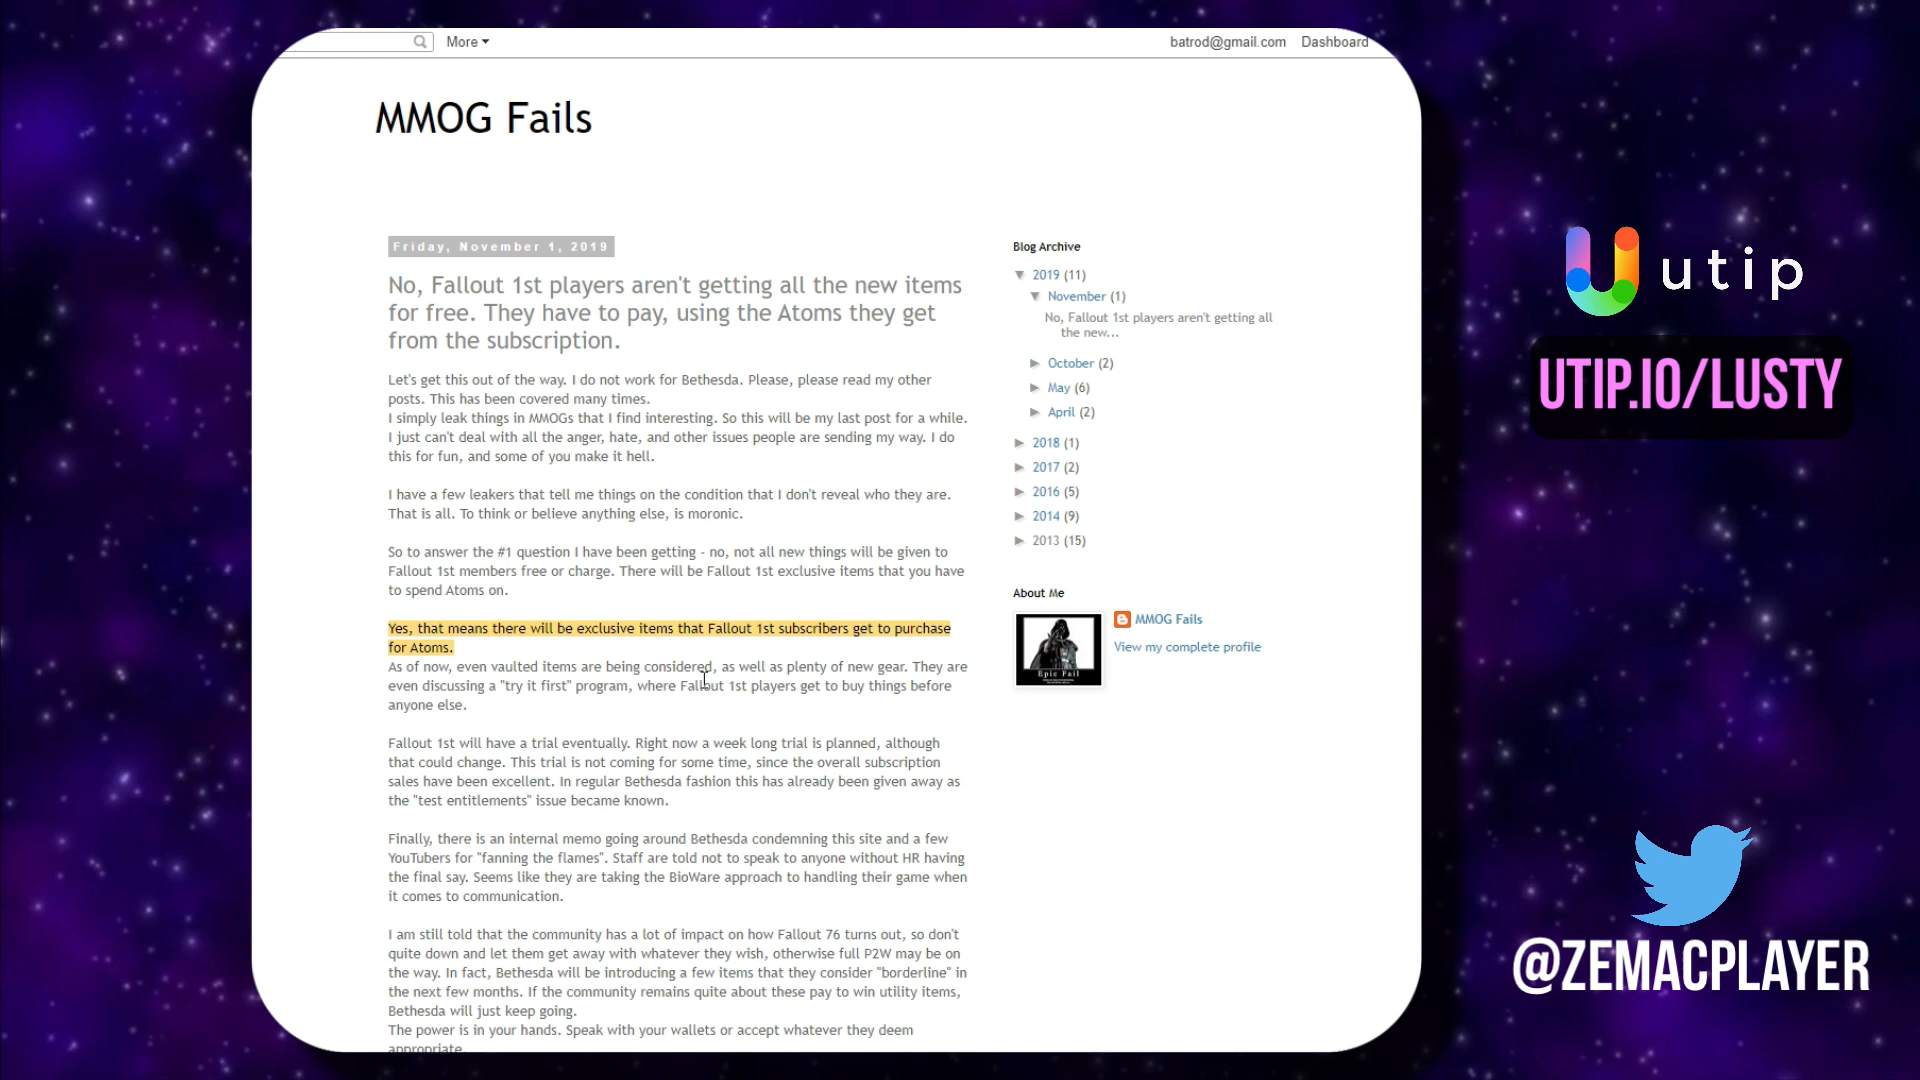 More
batrod@gmail.com Dashboard
MMOG Fails
Friday, November 1, 2019
No, Fallout 1st players aren't getting all the new items
for free. They have to pay, using the Atoms they get
from the subscription.
Let's get this out of the way. I do not work for Bethesda. Please, please read my other
posts. This has been covered many times.
I simply leak things in MMOGs that I find interesting. So this will be my last post for a while.
I just can't deal with all the anger, hate, and other issues people are sending my way. I do
this for fun, and some of you make it hell.
I have a few leakers that tell me things on the condition that I don't reveal who they are.
That is all. To think or believe anything else, is moronic.
So to answer the #1 question I have been getting - no, not all new things will be given to
Fallout 1st members free or charge. There will be Fallout 1st exclusive items that you have
to spend Atoms on.
Yes, that means there will be exclusive items that Fallout 1st subscribers get to purchase
for Atoms.
As of now, even vaulted items are being considered, as well as plenty of new gear. They are
even discussing a "try it first" program, where Fallout 1st players get to buy things before
anyone else.
Fallout 1st will have a trial eventually. Right now a week long trial is planned, although
that could change. This trial is not coming for some time, since the overall subscription
sales have been excellent. In regular Bethesda fashion this has already been given away as
the "test entitlements" issue became known.
Finally, there is an internal memo going around Bethesda condemning this site and a few
YouTubers for "fanning the flames". Staff are told not to speak to anyone without HR having
the final say. Seems like they are taking the BioWare approach to handling their game when
it comes to communication.
I am still told that the community has a lot of impact on how Fallout 76 turns out, so don't
quite down and let them get away with whatever they wish, otherwise full P2W may be on
the way. In fact, Bethesda will be introducing a few items that they consider "borderline" in
the next few months. If the community remains quite about these pay to win utility items,
Bethesda will just keep going.
The power is in your hands. Speak with your wallets or accept whatever they deem
appropriate.
Blog Archive
2019 (11)
November (1)
No, Fallout 1st players aren't getting all
the new...
October (2)
May (6)
April (2)
2018 (1)
2017 (2)
2016 (5)
2014 (9)
2013 (15)
About Me
Epic Fail
MMOG Fails
View my complete profile
utip
UTIP.IO/LUSTY
@ZEMACPLAYER